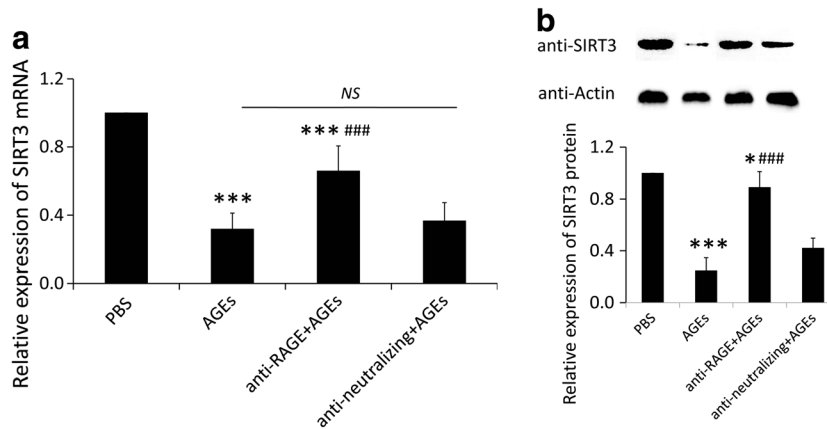 a
Relative expression of SIRT3 mRNA
1.2
0.8
0.4
0.0
NS
***
*** ###
PBS
AGEs
anti-RAGE+AGEs
anti-neutralizing+AGEs
b
anti-SIRT3
anti-Actin
Relative expression of SIRT3 protein
1.2
0.8
0.4
0.0
***
* ###
PBS
AGEs
anti-RAGE+AGEs
anti-neutralizing+AGEs